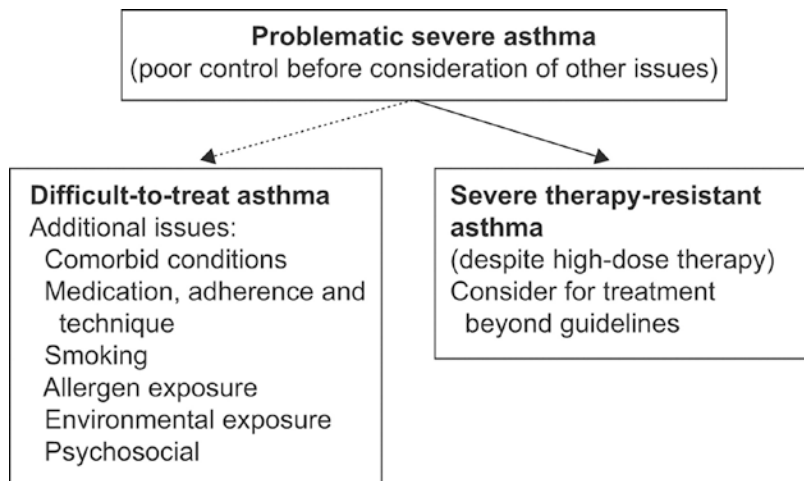 Problematic severe asthma
(poor control before consideration of other issues)
Difficult-to-treat asthma
Additional issues:
Comorbid conditions
Medication, adherence and
technique
Smoking
Allergen exposure
Environmental exposure
Psychosocial
Severe therapy-resistant
asthma
(despite high-dose therapy)
Consider for treatment
beyond guidelines